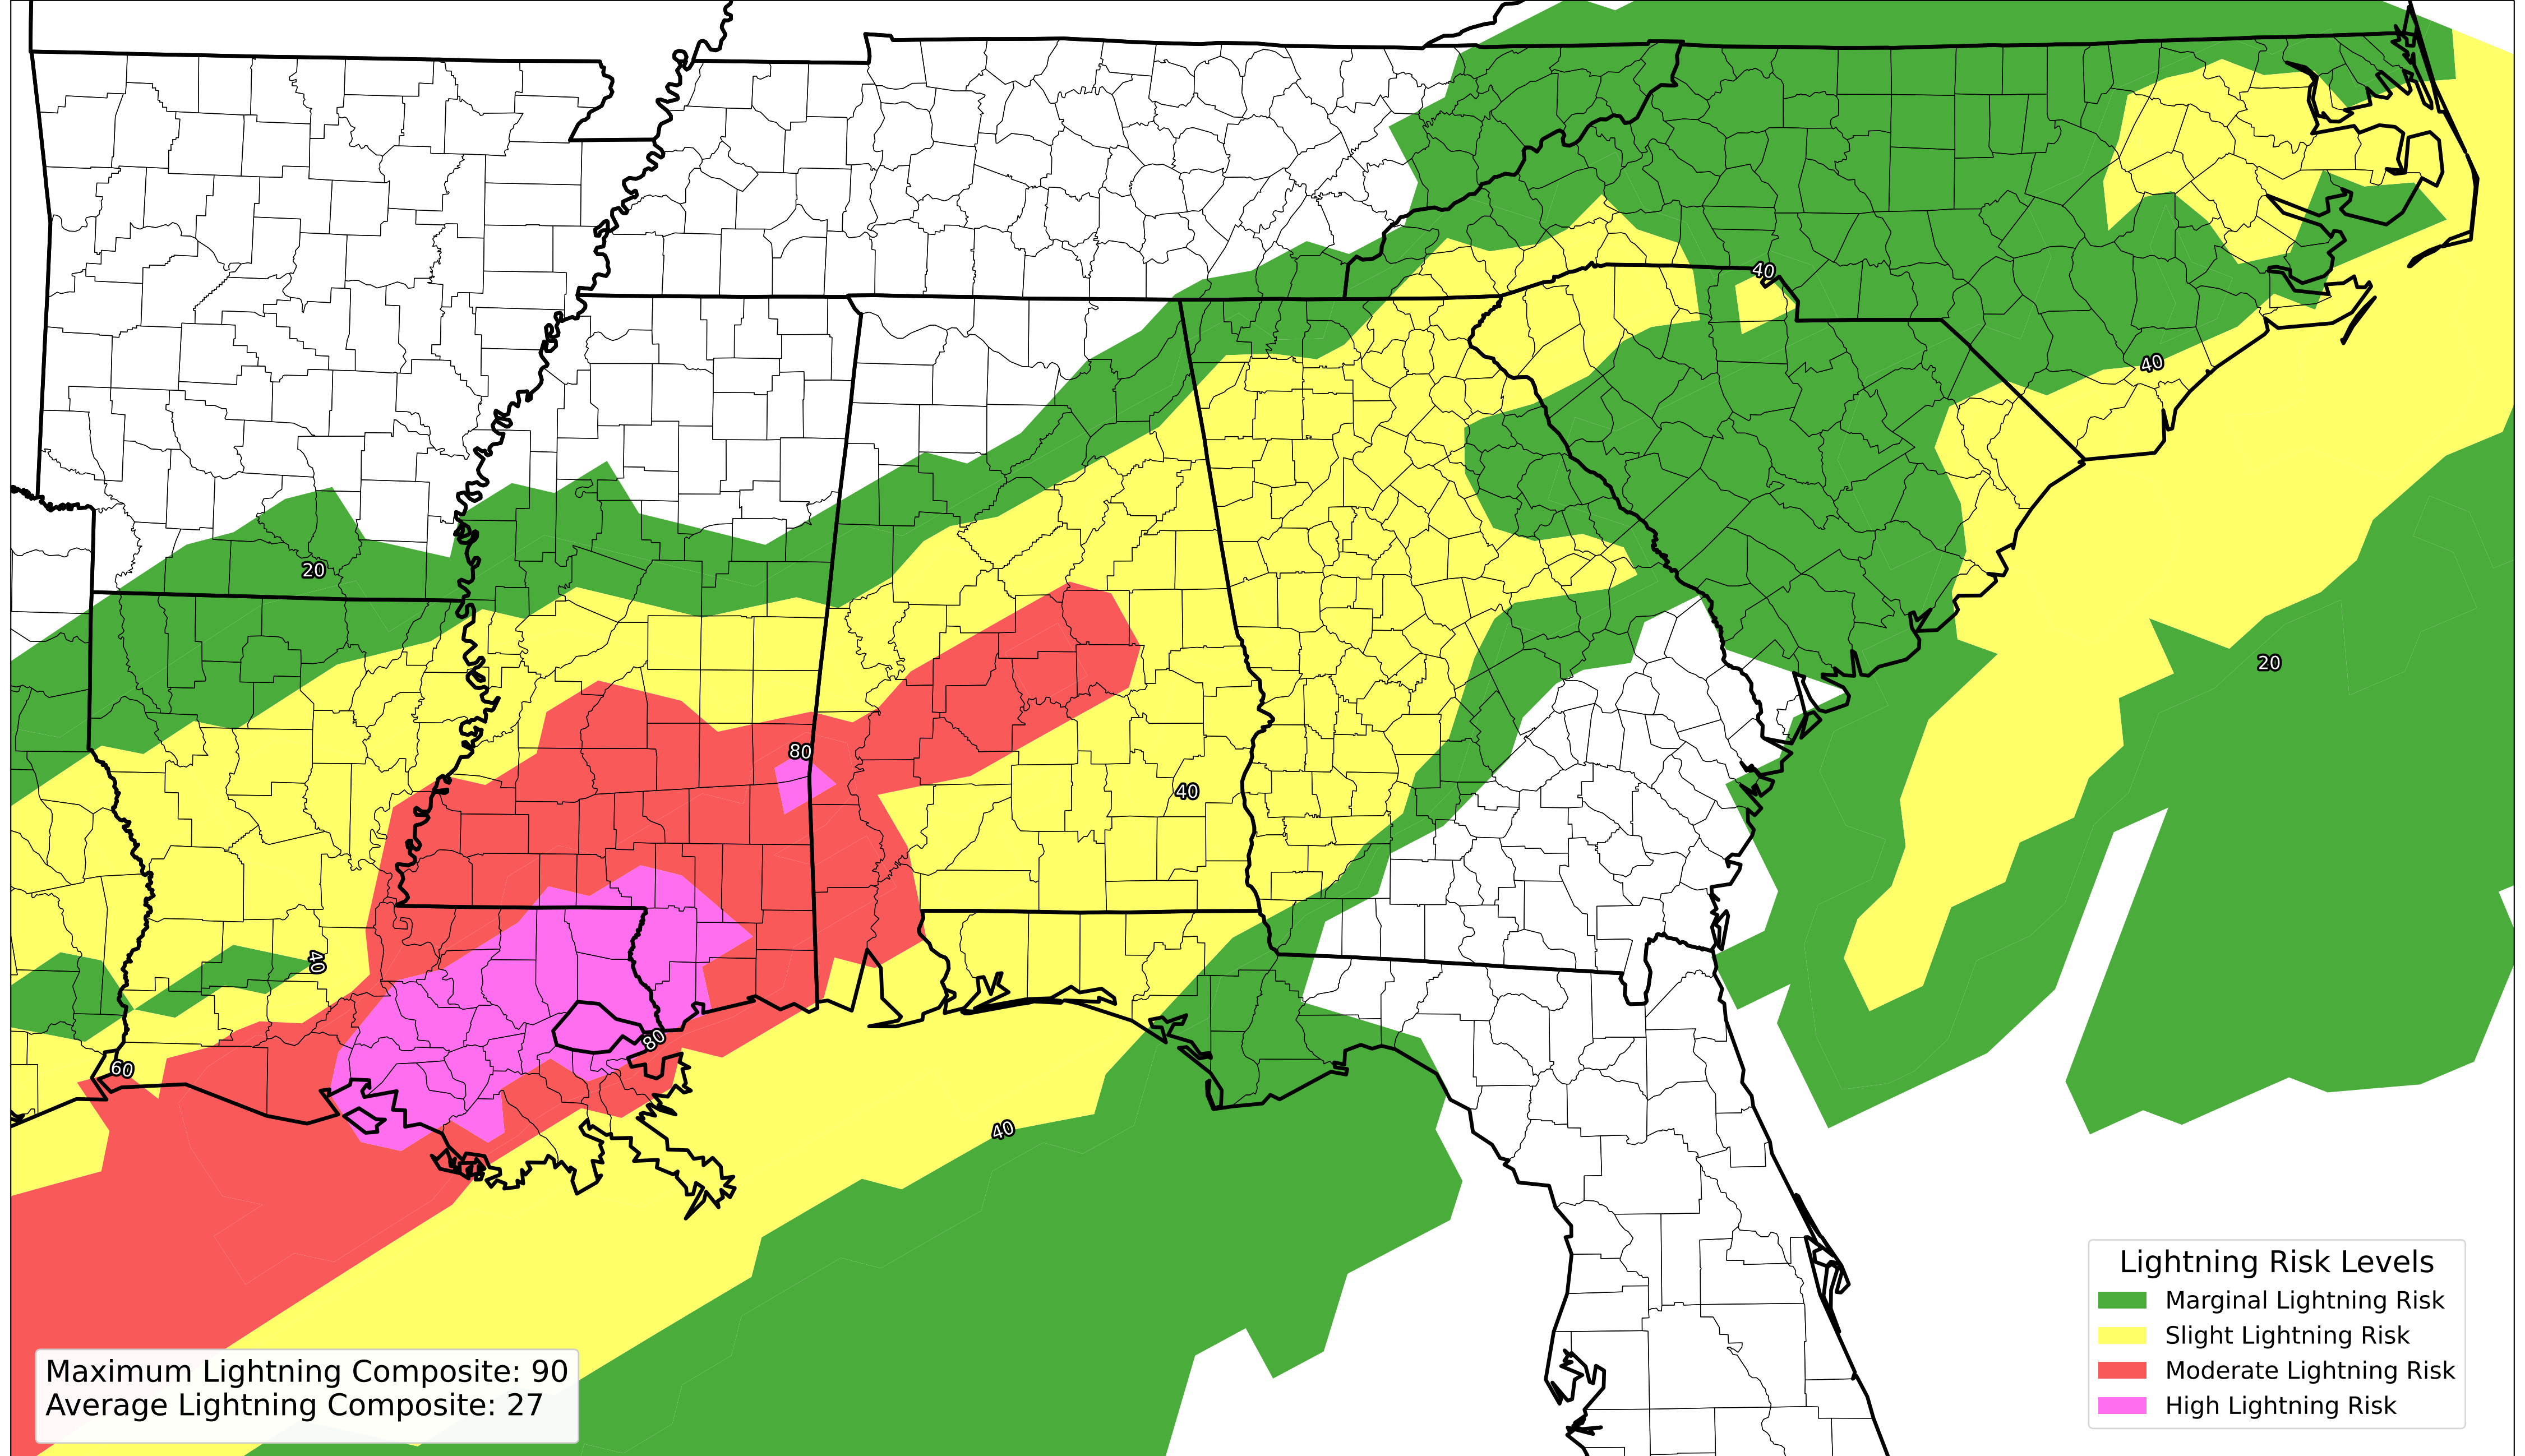 40
40
20
20
80
40
40
60
80
40
Lightning Risk Levels
Marginal Lightning Risk
Slight Lightning Risk
Moderate Lightning Risk
High Lightning Risk
Maximum Lightning Composite: 90
Average Lightning Composite: 27